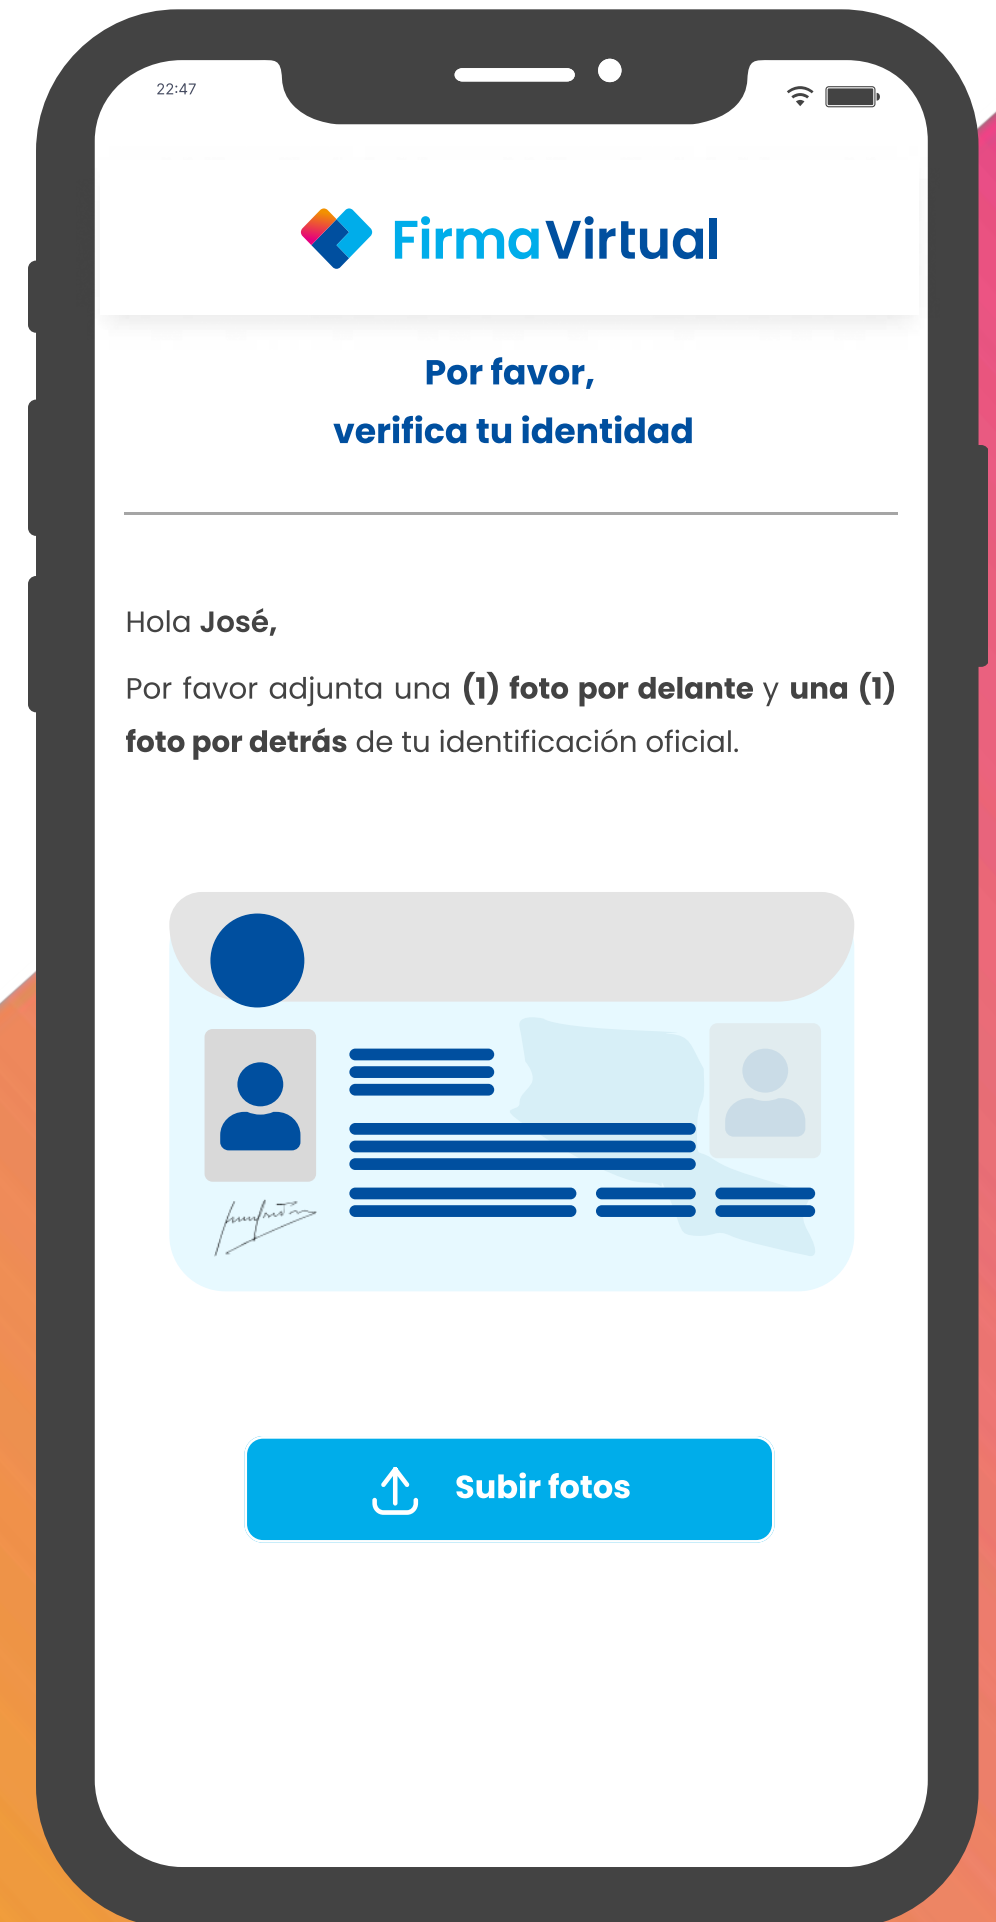 22:47
FirmaVirtual
Por favor,
verifica tu identidad
Hola José,
Por favor adjunta una (1) foto por delante y una (1)
foto por detrás de tu identificación oficial.
Subir fotos